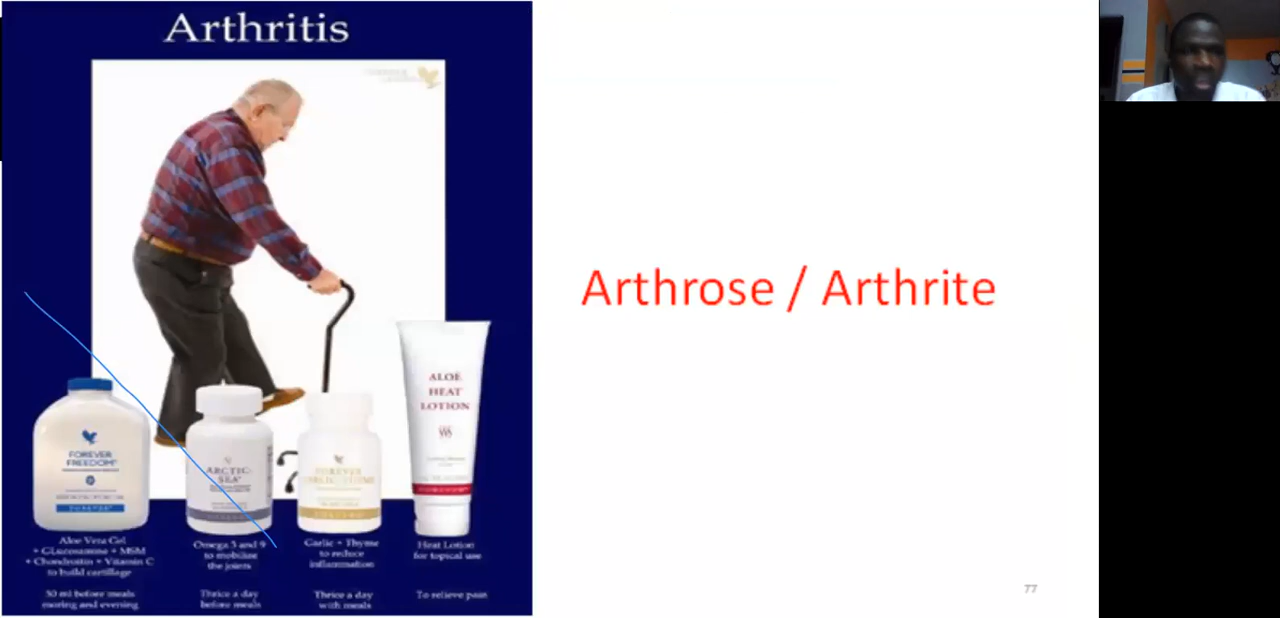 Arthritis
ALOE
HEAT
LOTION
FOREVER
FREEDOM
ARCTIC-
SEA
FOREVER
Aloe Vera Gel
+ GLucosamine + MSM
+ Chondroitin + Vitamin C
to build cartillage
50 ml before meals
moring and evening
Omega 3 and 9
to mobilize
the joints
Thrice a day
before meals
Garlic + Thyme
to reduce
inflammation
Thrice a day
with meals
Heat Lotion
for topical use
To relieve pain
Arthrose / Arthrite
77